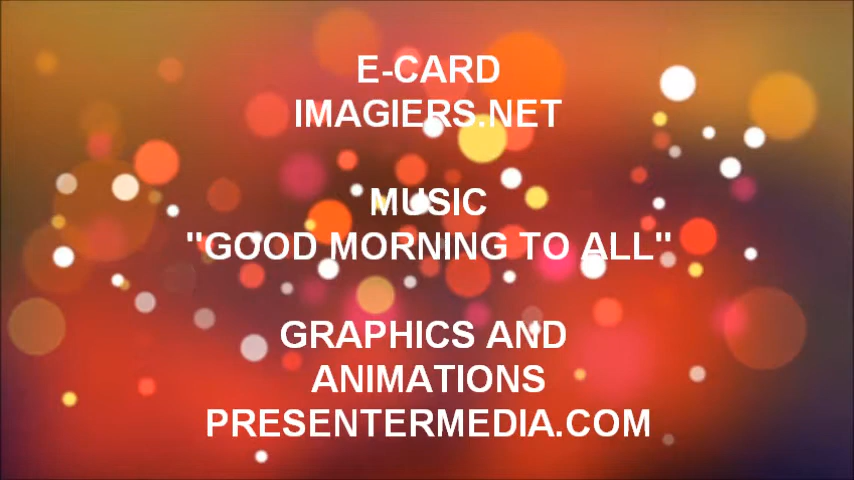 E-CARD
IMAGIERS.NET
MUSIC
"GOOD MORNING TO ALL"
GRAPHICS AND
ANIMATIONS
PRESENTERMEDIA.COM